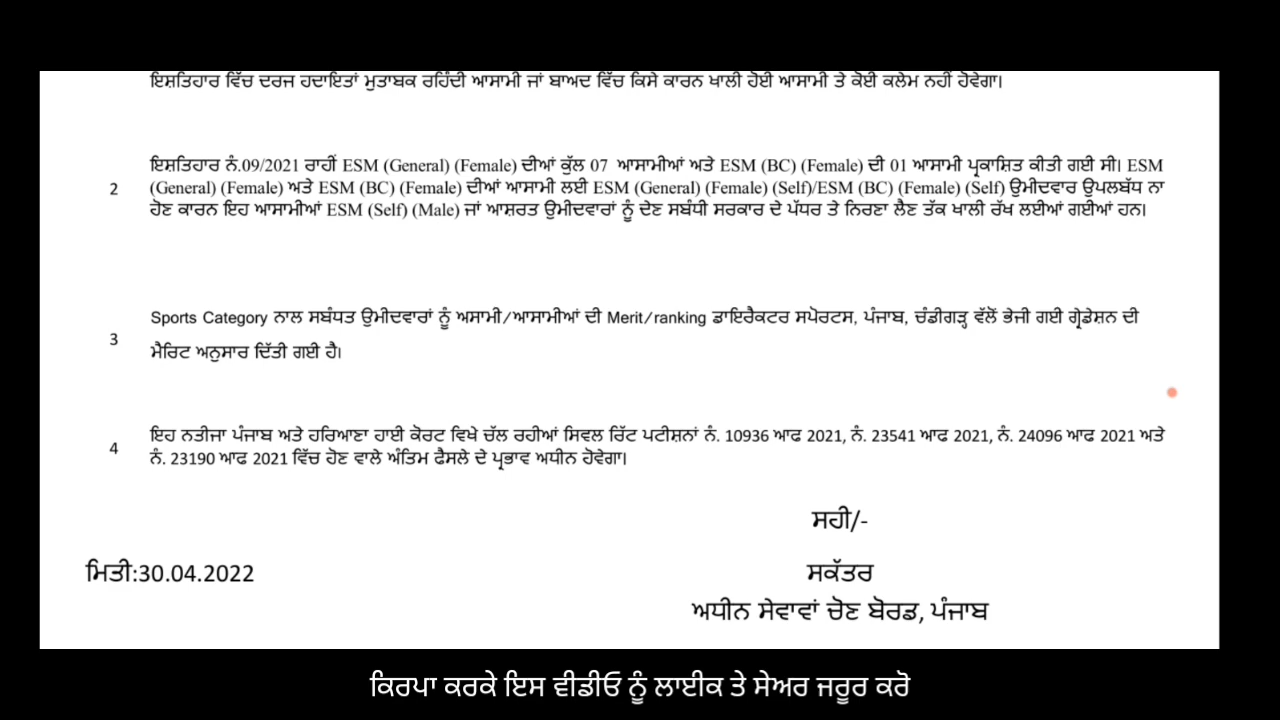 ਇਸ਼ਤਿਹਾਰ ਵਿੱਚ ਦਰਜ ਹਦਾਇਤਾਂ ਮੁਤਾਬਕ ਰਹਿੰਦੀ ਆਸਾਮੀ ਜਾਂ ਬਾਅਦ ਵਿੱਚ ਕਿਸੇ ਕਾਰਨ ਖਾਲੀ ਹੋਈ ਆਸਾਮੀ ਤੇ ਕੋਈ ਕਲੇਮ ਨਹੀਂ ਹੋਵੇਗਾ।
ਇਸ਼ਤਿਹਾਰ ਨੰ.09/2021 ਰਾਹੀਂ ESM (General) (Female) ਦੀਆਂ ਕੁੱਲ 07 ਆਸਾਮੀਆਂ ਅਤੇ ESM (BC) (Female) ਦੀ 01 ਆਸਾਮੀ ਪ੍ਰਕਾਸ਼ਿਤ ਕੀਤੀ ਗਈ ਸੀ। ESM
2 (General) (Female) ਅਤੇ ESM (BC) (Female) ਦੀਆਂ ਆਸਾਮੀ ਲਈ ESM (General) (Female) (Self)/ESM (BC) (Female) (Self) ਉਮੀਦਵਾਰ ਉਪਲਬੱਧ ਨਾ
ਹੋਣ ਕਾਰਨ ਇਹ ਆਸਾਮੀਆਂ ESM (Self) (Male) ਜਾਂ ਆਸ਼ਰਤ ਉਮੀਦਵਾਰਾਂ ਨੂੰ ਦੇਣ ਸਬੰਧੀ ਸਰਕਾਰ ਦੇ ਪੱਧਰ ਤੇ ਨਿਰਣਾ ਲੈਣ ਤੱਕ ਖਾਲੀ ਰੱਖ ਲਈਆਂ ਗਈਆਂ ਹਨ।
Sports Category ਨਾਲ ਸਬੰਧਤ ਉਮੀਦਵਾਰਾਂ ਨੂੰ ਅਸਾਮੀ/ਆਸਾਮੀਆਂ ਦੀ Merit/ranking ਡਾਇਰੈਕਟਰ ਸਪੋਰਟਸ, ਪੰਜਾਬ, ਚੰਡੀਗੜ੍ਹ ਵੱਲੋਂ ਭੇਜੀ ਗਈ ਗ੍ਰੇਡੇਸ਼ਨ ਦੀ
3 ਮੈਰਿਟ ਅਨੁਸਾਰ ਦਿੱਤੀ ਗਈ ਹੈ।
ਇਹ ਨਤੀਜਾ ਪੰਜਾਬ ਅਤੇ ਹਰਿਆਣਾ ਹਾਈ ਕੋਰਟ ਵਿਖੇ ਚੱਲ ਰਹੀਆਂ ਸਿਵਲ ਰਿੱਟ ਪਟੀਸ਼ਨਾਂ ਨੰ. 10936 ਆਫ 2021, ਨੰ. 23541 ਆਫ 2021, ਨੰ. 24096 ਆਫ 2021 ਅਤੇ
4 ਨੰ. 23190 ਆਫ 2021 ਵਿੱਚ ਹੋਣ ਵਾਲੇ ਅੰਤਿਮ ਫੈਸਲੇ ਦੇ ਪ੍ਰਭਾਵ ਅਧੀਨ ਹੋਵੇਗਾ।
ਸਹੀ/-
ਮਿਤੀ:30.04.2022 ਸਕੱਤਰ
ਅਧੀਨ ਸੇਵਾਵਾਂ ਚੋਣ ਬੋਰਡ, ਪੰਜਾਬ
ਕਿਰਪਾ ਕਰਕੇ ਇਸ ਵੀਡੀਓ ਨੂੰ ਲਾਈਕ ਤੇ ਸੇਅਰ ਜਰੂਰ ਕਰੋ